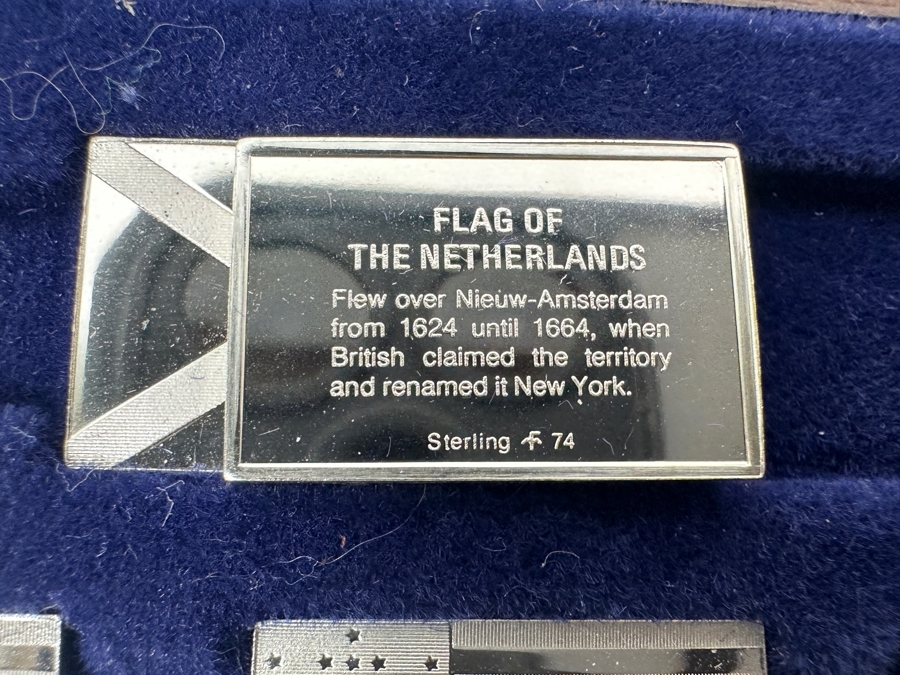 FLAG OF
THE NETHERLANDS
Flew over Nieuw-Amsterdam
from 1624 until 1664, when
British claimed the territory
and renamed it New York.
Sterling F 74